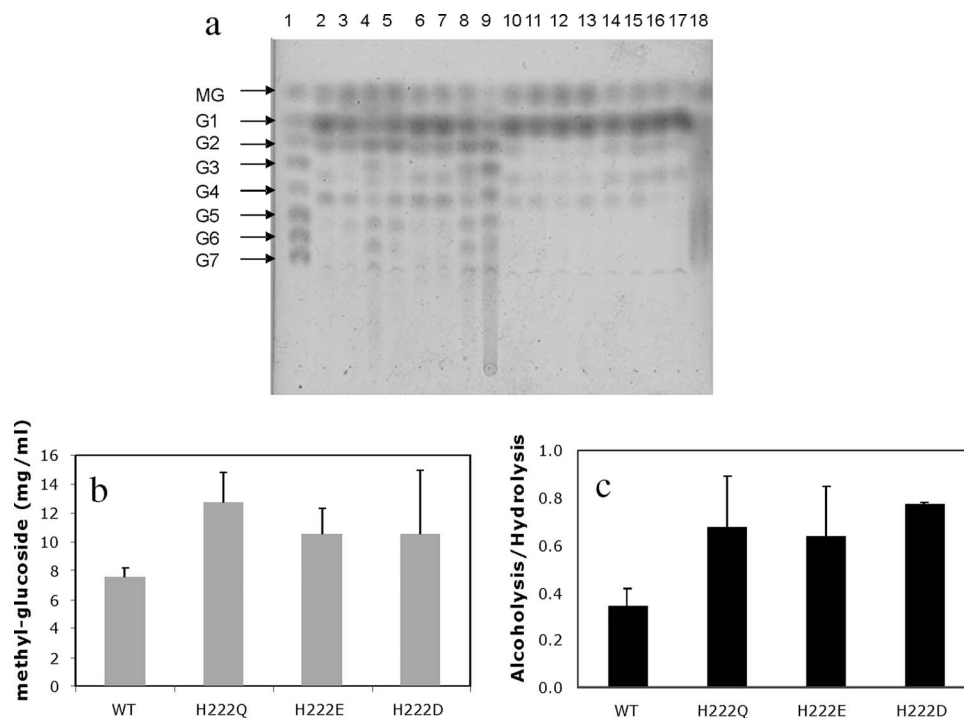 a
1 2 3 4 5 6 7 8 9 10 11 12 13 14 15 16 17 18
MG
G1
G2
G3
G4
G5
G6
G7
b
methyl-glucoside (mg/ml)
16
14
12
10
8
6
4
2
0
WT H222Q H222E H222D
c
Alcoholysis/Hydrolysis
1.0
0.8
0.6
0.4
0.2
0.0
WT H222Q H222E H222D